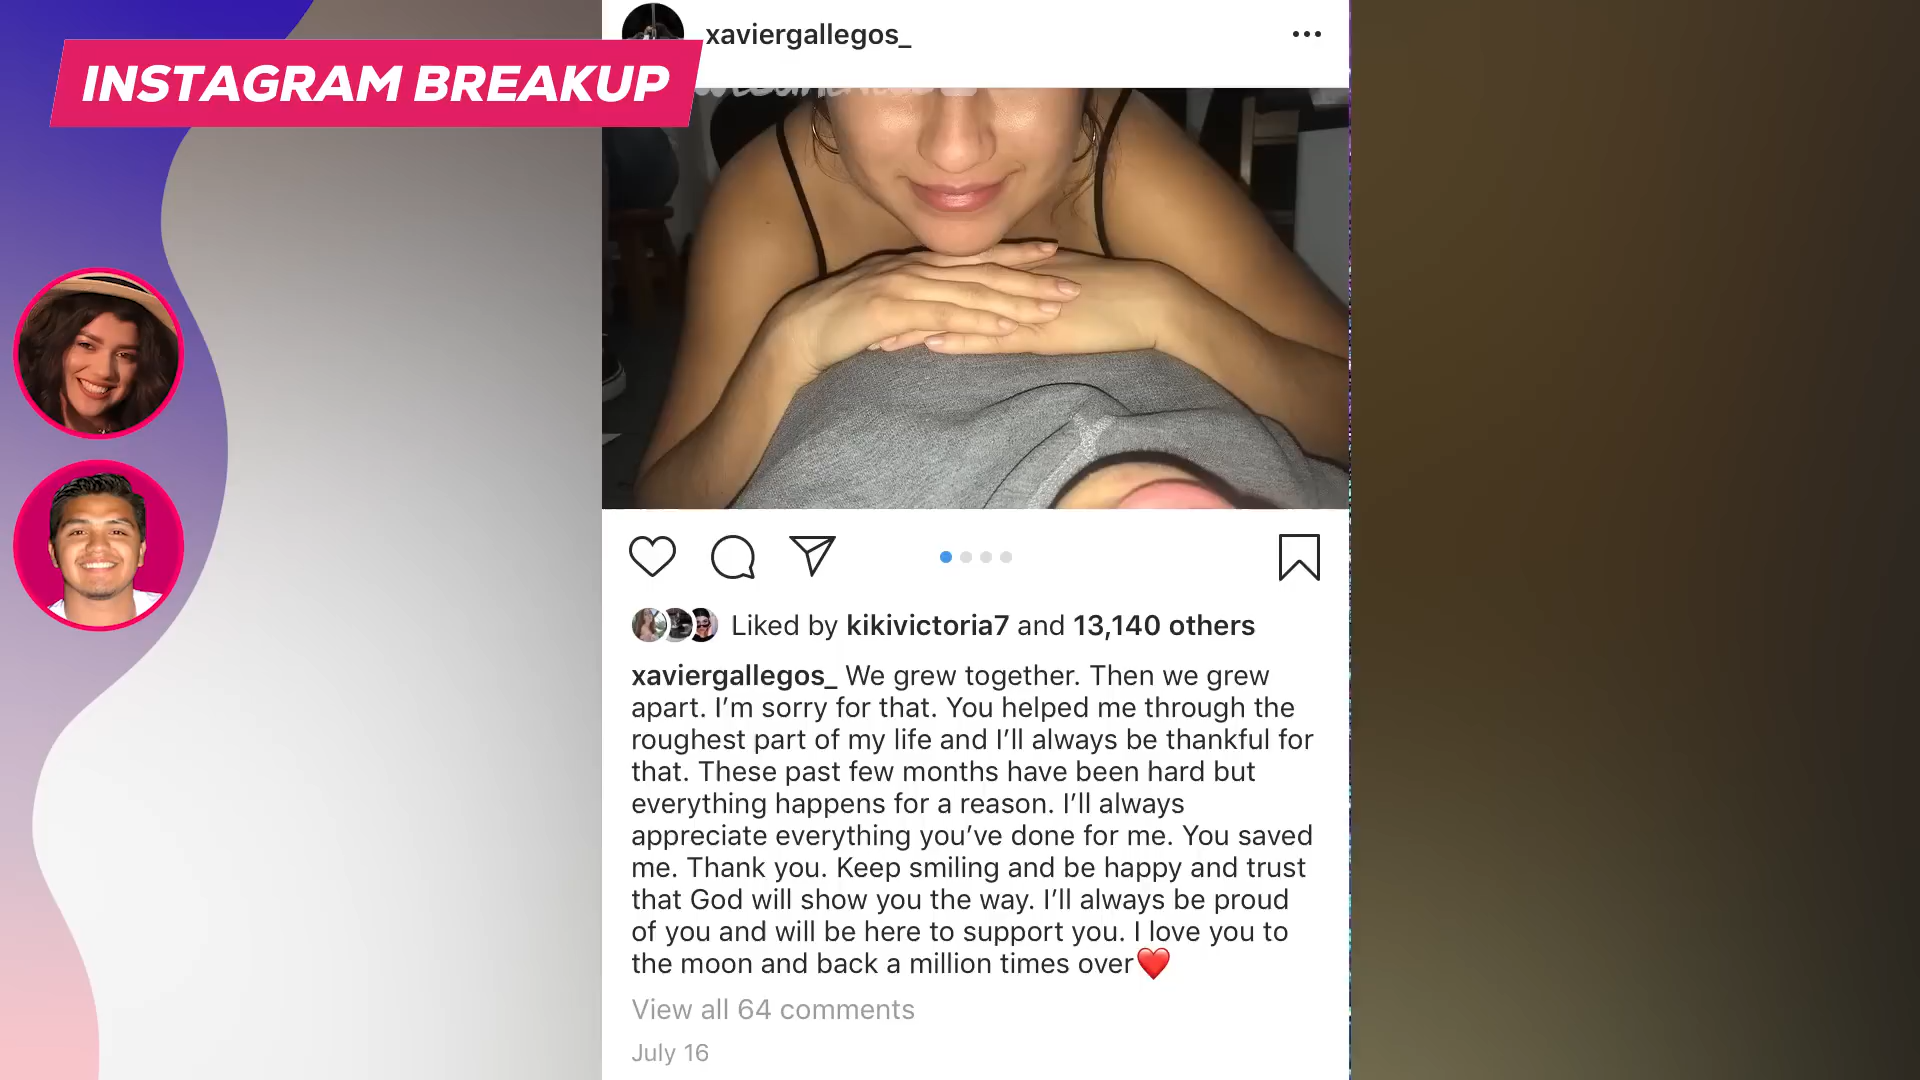 INSTAGRAM BREAKUP
xaviergallegos_
Liked by kikivictoria7 and 13,140 others
xaviergallegos_ We grew together. Then we grew
apart. I’m sorry for that. You helped me through the
roughest part of my life and I’ll always be thankful for
that. These past few months have been hard but
everything happens for a reason. I’ll always
appreciate everything you’ve done for me. You saved
me. Thank you. Keep smiling and be happy and trust
that God will show you the way. I’ll always be proud
of you and will be here to support you. I love you to
the moon and back a million times over❤️
View all 64 comments
July 16